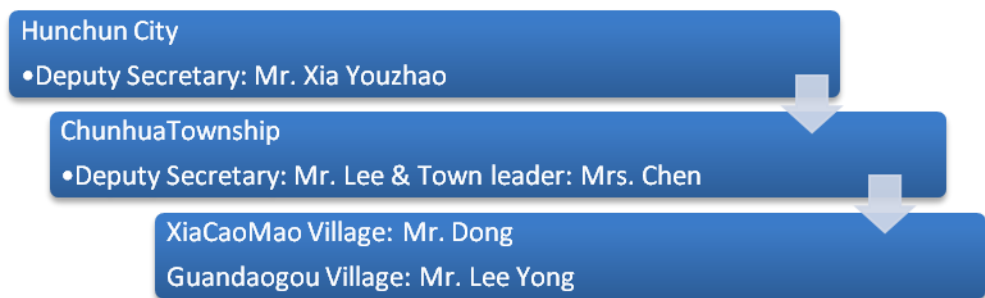 Hunchun City
•Deputy Secretary: Mr. Xia Youzhao
ChunhuaTownship
•Deputy Secretary: Mr. Lee & Town leader: Mrs. Chen
XiaCaoMao Village: Mr. Dong
Guandaogou Village: Mr. Lee Yong